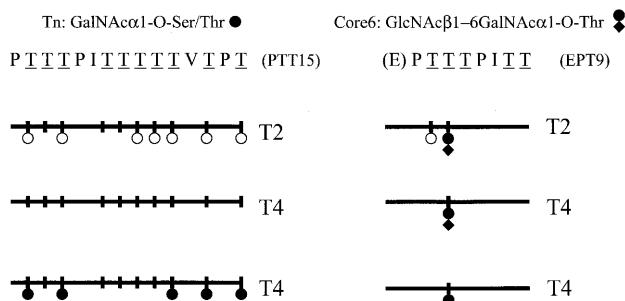 Tn: GalNAcα1-O-Ser/Thr
Core6: GlcNAcβ1–6GalNAcα1-O-Thr
P T T T P I T T T T T V T P T (PTT15)
(E) P T T T P I T T (EPT9)
T2
T2
T4
T4
T4
T4